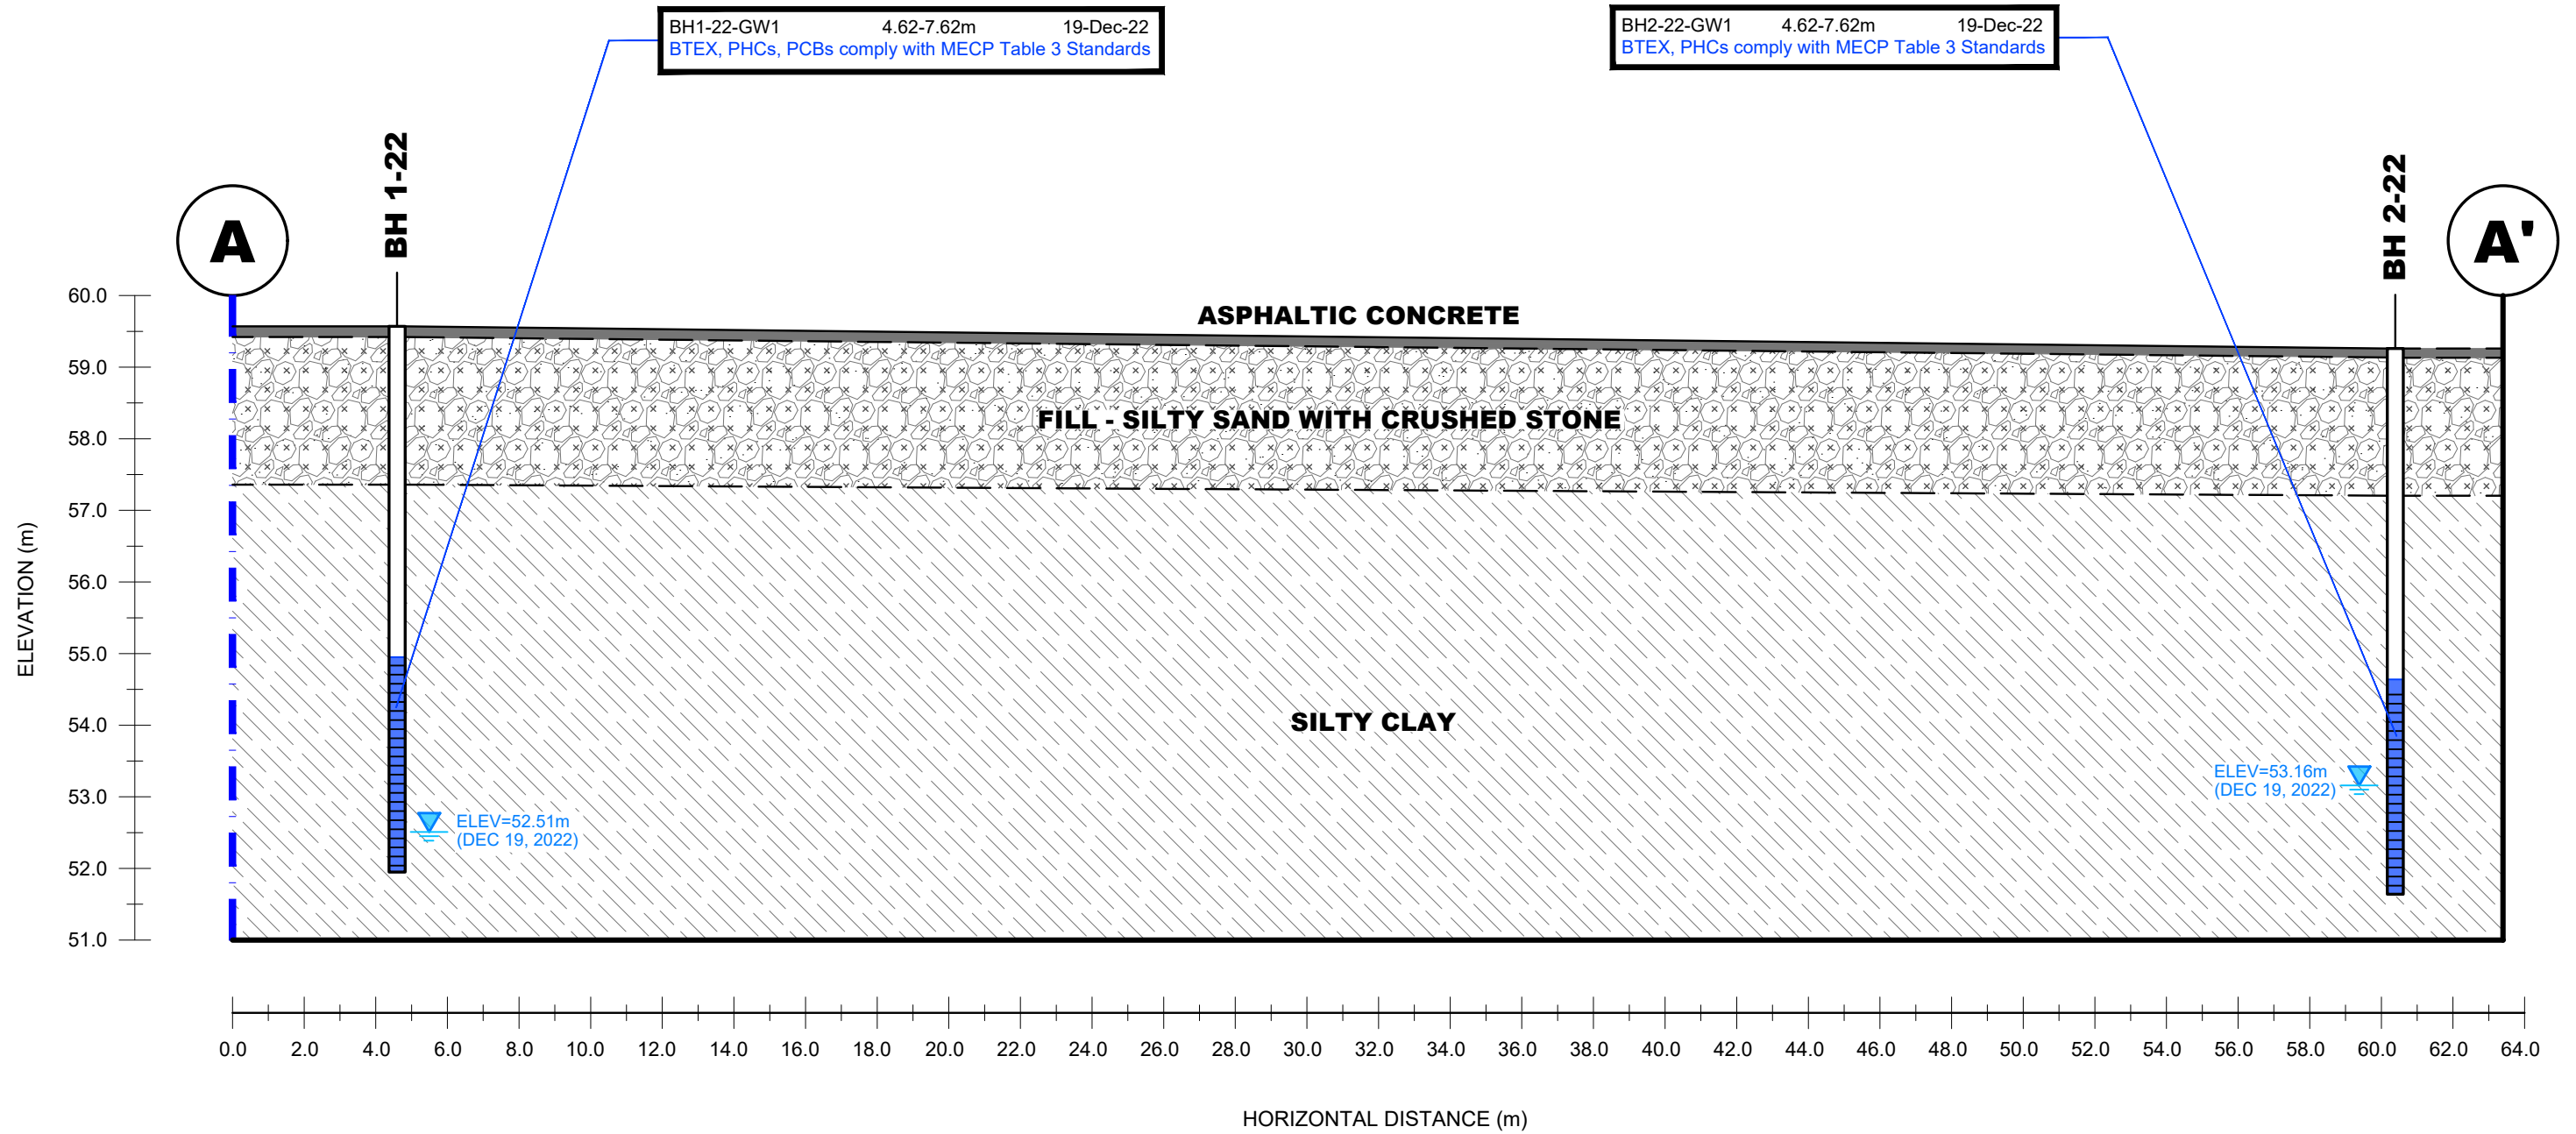 BH1-22-GW1 4.62-7.62m 19-Dec-22
BTEX, PHCs, PCBs comply with MECP Table 3 Standards
BH2-22-GW1 4.62-7.62m 19-Dec-22
BTEX, PHCs comply with MECP Table 3 Standards
A
BH 1-22
BH 2-22
A'
ASPHALTIC CONCRETE
FILL - SILTY SAND WITH CRUSHED STONE
SILTY CLAY
ELEV=52.51m
(DEC 19, 2022)
ELEV=53.16m
(DEC 19, 2022)
ELEVATION (m)
60.0
59.0
58.0
57.0
56.0
55.0
54.0
53.0
52.0
51.0
0.0 2.0 4.0 6.0 8.0 10.0 12.0 14.0 16.0 18.0 20.0 22.0 24.0 26.0 28.0 30.0 32.0 34.0 36.0 38.0 40.0 42.0 44.0 46.0 48.0 50.0 52.0 54.0 56.0 58.0 60.0 62.0 64.0
HORIZONTAL DISTANCE (m)